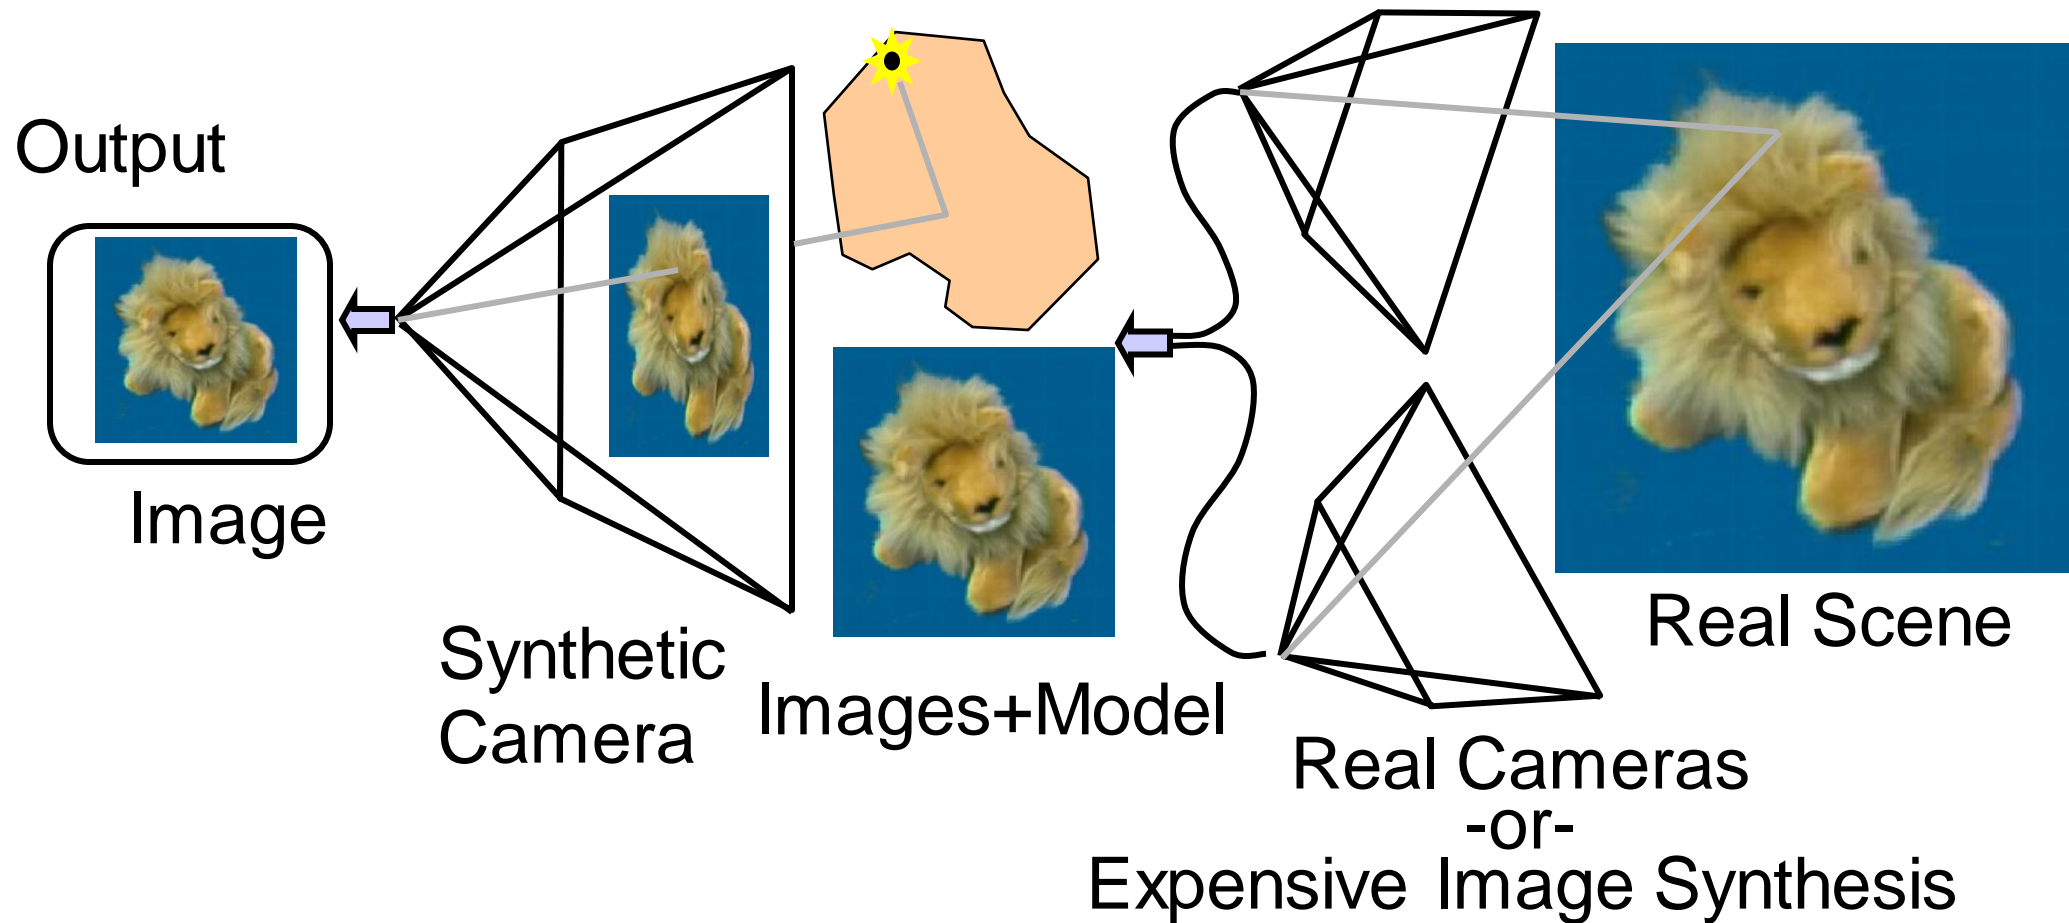 Output
Image
Synthetic
Camera
Images+Model
Real Scene
Real Cameras
-or-
Expensive Image Synthesis